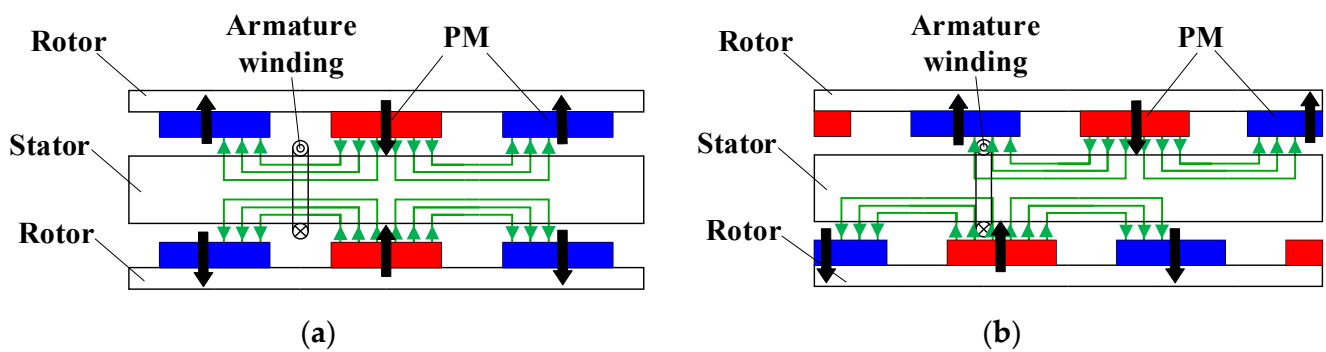 Rotor
Armature
winding
PM
Stator
Rotor
(a)
Rotor
Armature
winding
PM
Stator
Rotor
(b)